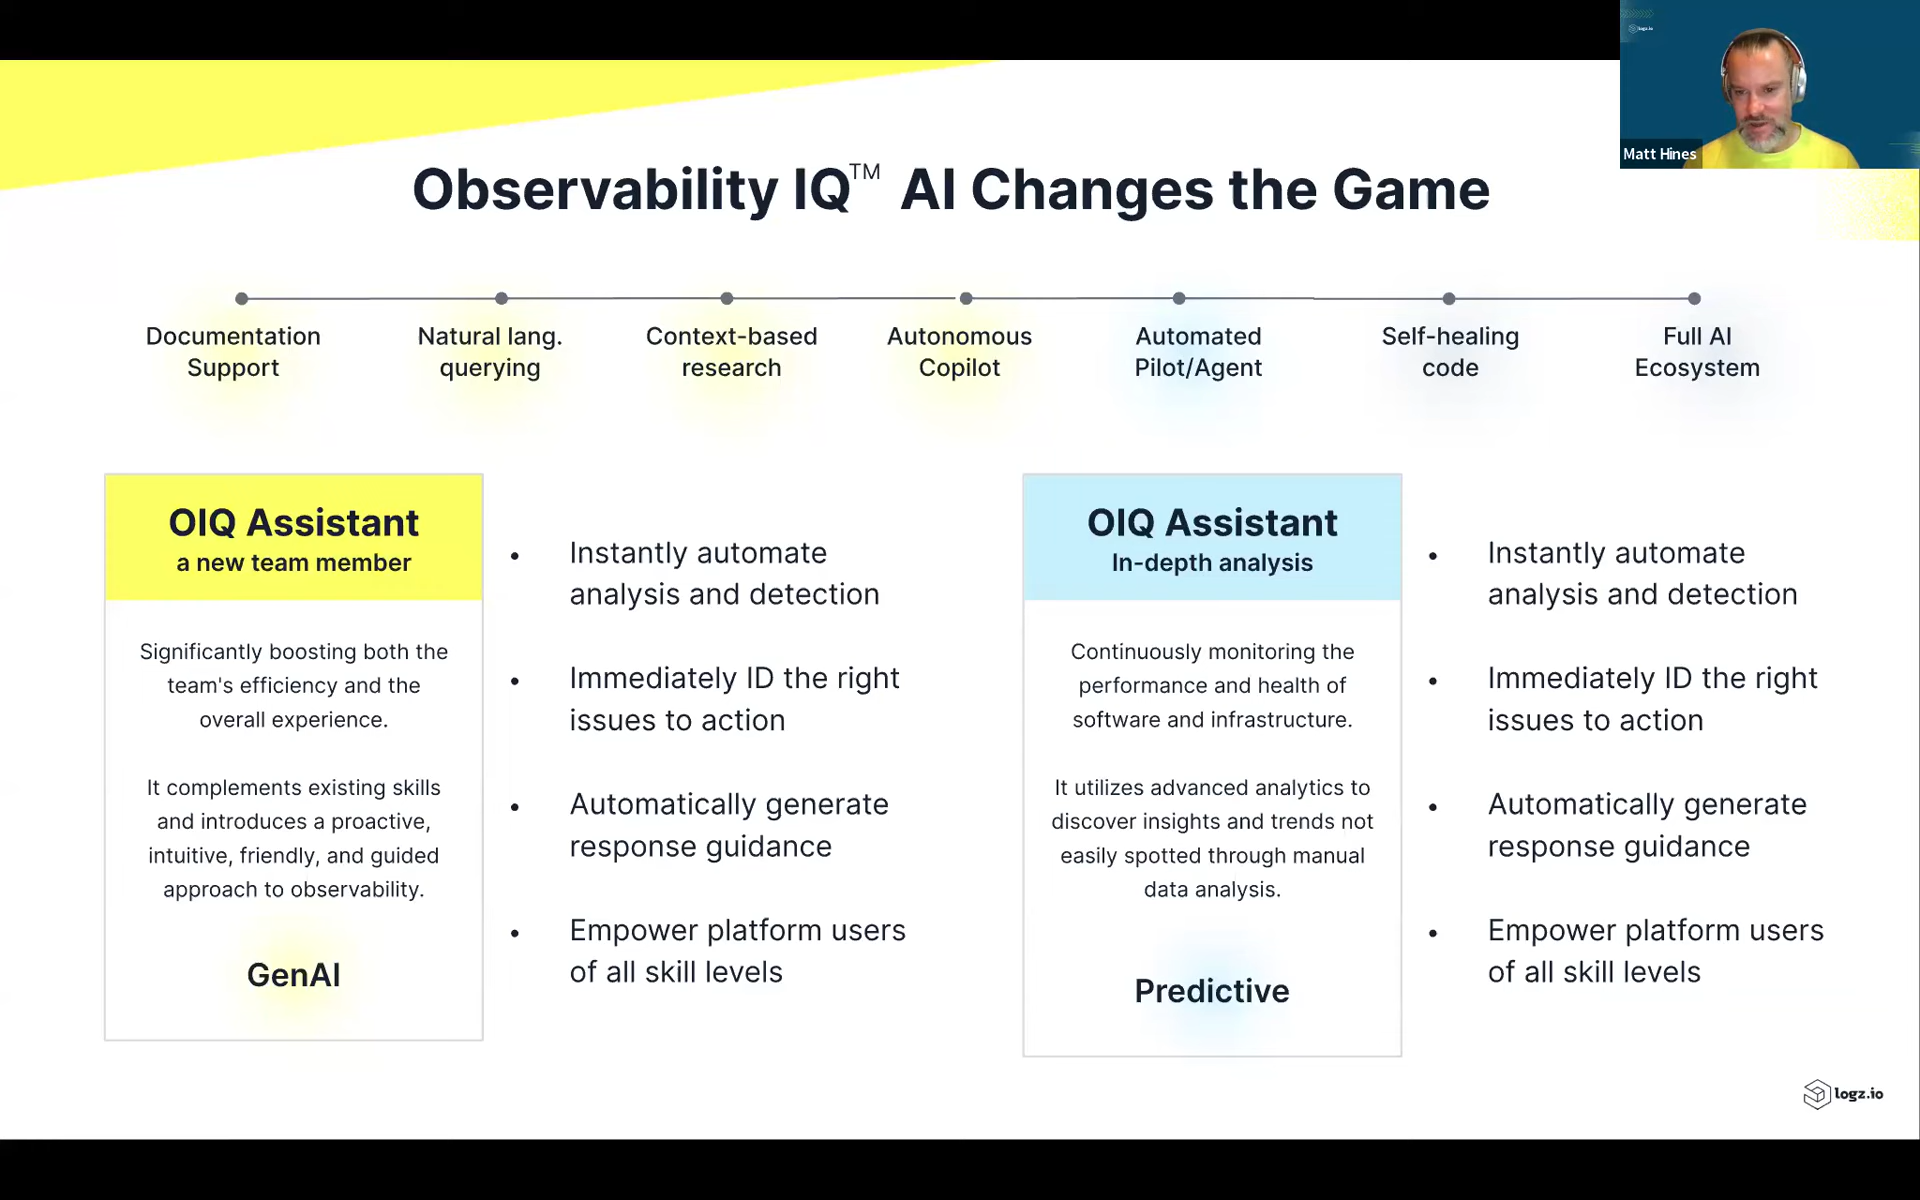 logz.io
Matt Hines
Observability IQ™ AI Changes the Game
Documentation
Support
Natural lang.
querying
Context-based
research
Autonomous
Copilot
Automated
Pilot/Agent
Self-healing
code
Full AI
Ecosystem
OIQ Assistant
a new team member
Significantly boosting both the
team's efficiency and the
overall experience.
It complements existing skills
and introduces a proactive,
intuitive, friendly, and guided
approach to observability.
GenAI
• Instantly automate
analysis and detection
• Immediately ID the right
issues to action
• Automatically generate
response guidance
• Empower platform users
of all skill levels
OIQ Assistant
In-depth analysis
Continuously monitoring the
performance and health of
software and infrastructure.
It utilizes advanced analytics to
discover insights and trends not
easily spotted through manual
data analysis.
Predictive
• Instantly automate
analysis and detection
• Immediately ID the right
issues to action
• Automatically generate
response guidance
• Empower platform users
of all skill levels
logz.io